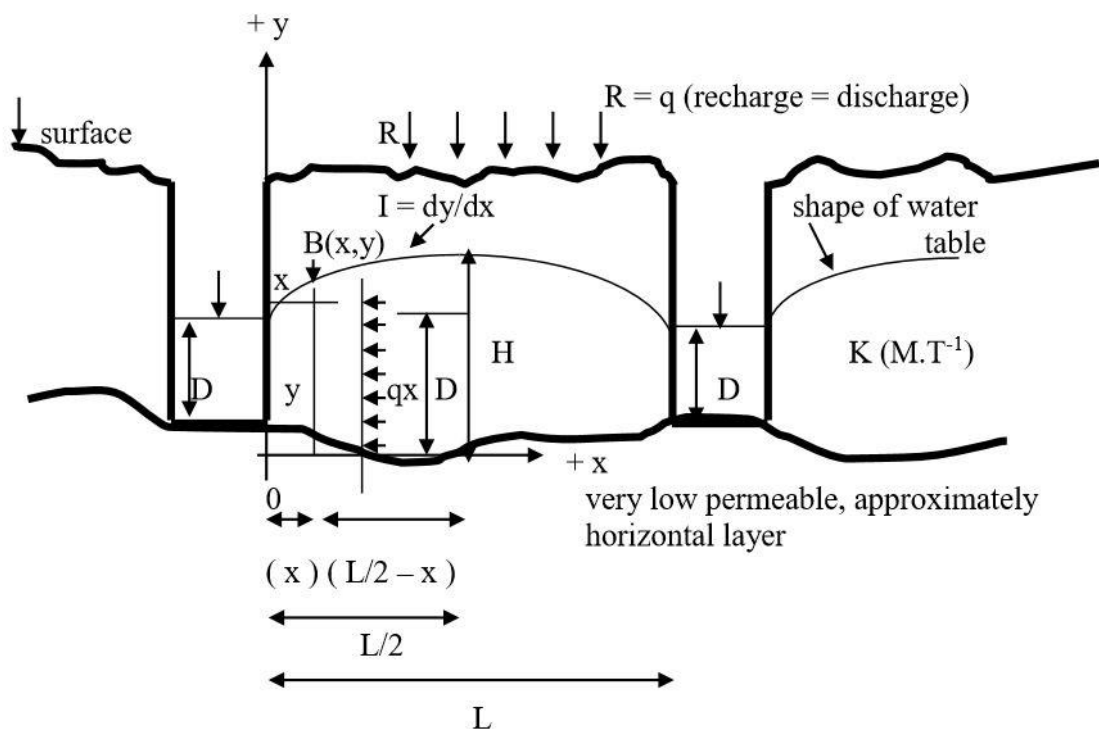 + y
R = q (recharge = discharge)
surface
R
I = dy/dx
shape of water
table
B(x,y)
x
H
K (M.T⁻¹)
D
y
qx
D
D
+ x
0
very low permeable, approximately
horizontal layer
( x ) ( L/2 – x )
L/2
L